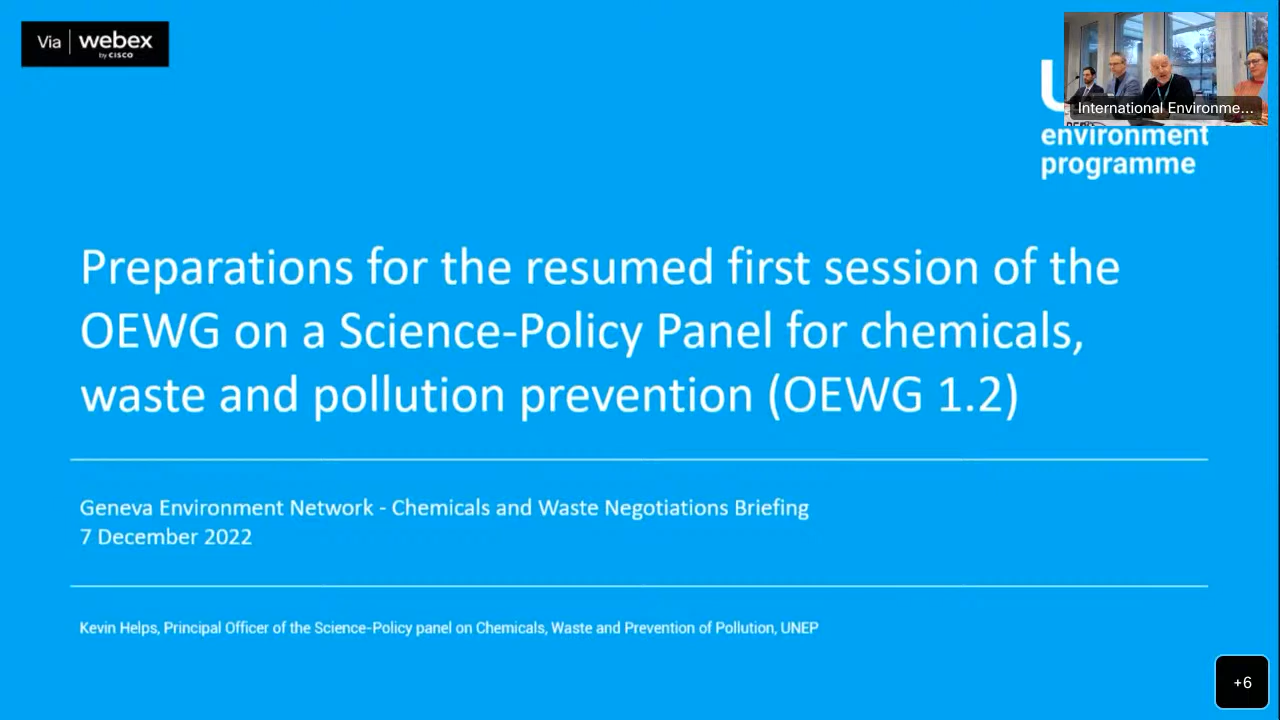 Via webex
by CISCO
International Environme...
environment
programme
Preparations for the resumed first session of the
OEWG on a Science-Policy Panel for chemicals,
waste and pollution prevention (OEWG 1.2)
Geneva Environment Network - Chemicals and Waste Negotiations Briefing
7 December 2022
Kevin Helps, Principal Officer of the Science-Policy panel on Chemicals, Waste and Prevention of Pollution, UNEP
+6